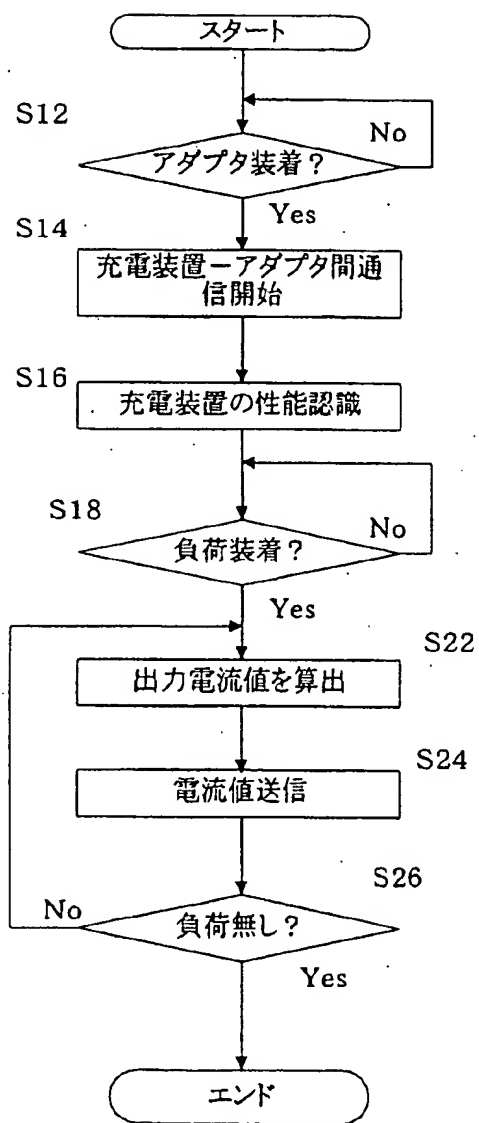 スタート
S12
No
アダプタ装着？
Yes
S14
充電装置－アダプタ間通
信開始
S16
充電装置の性能認識
S18
No
負荷装着？
Yes
S22
出力電流値を算出
S24
電流値送信
S26
No
負荷無し？
Yes
エンド